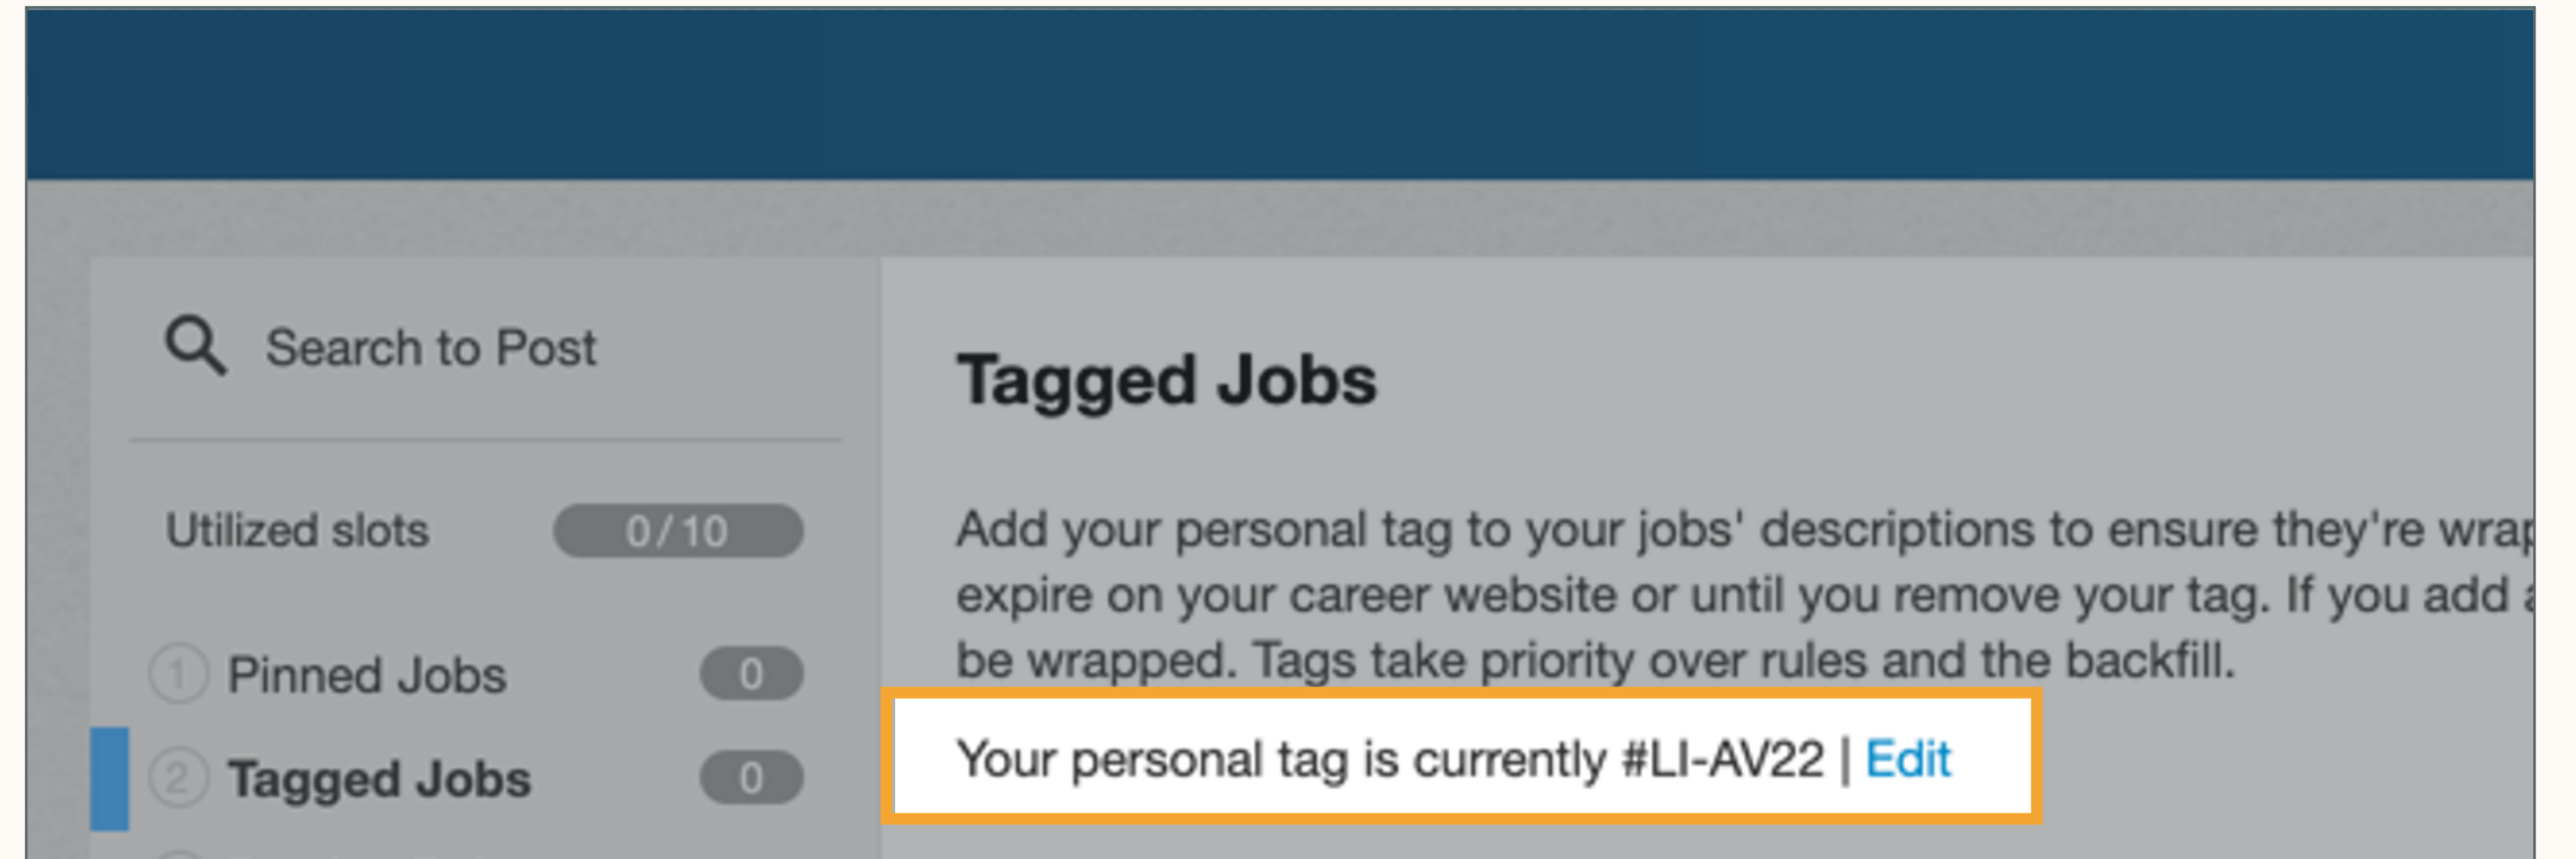 Search to Post
Utilized slots 0/10
1 Pinned Jobs 0
2 Tagged Jobs 0
Tagged Jobs
Add your personal tag to your jobs' descriptions to ensure they're
expire on your career website or until you remove your tag. If you add
be wrapped. Tags take priority over rules and the backfill.
Your personal tag is currently #LI-AV22 | Edit